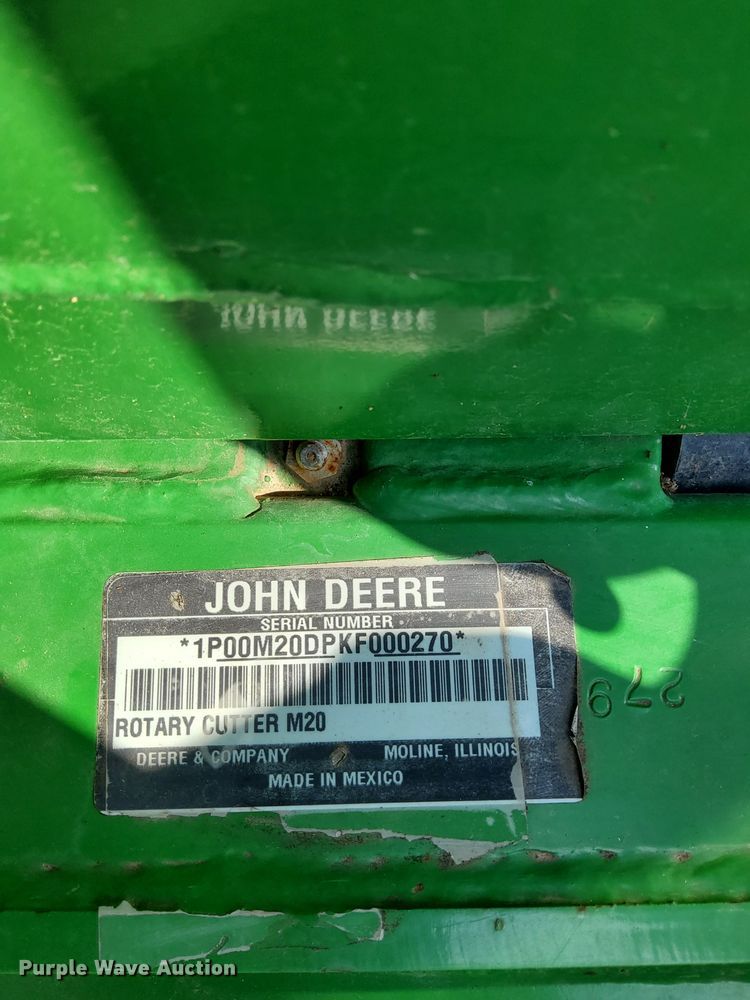 JOHN DEERE
JOHN DEERE
SERIAL NUMBER
*1P00M20DPKF000270*
ROTARY CUTTER M20
DEERE & COMPANY MOLINE, ILLINOIS
MADE IN MEXICO
279
Purple Wave Auction